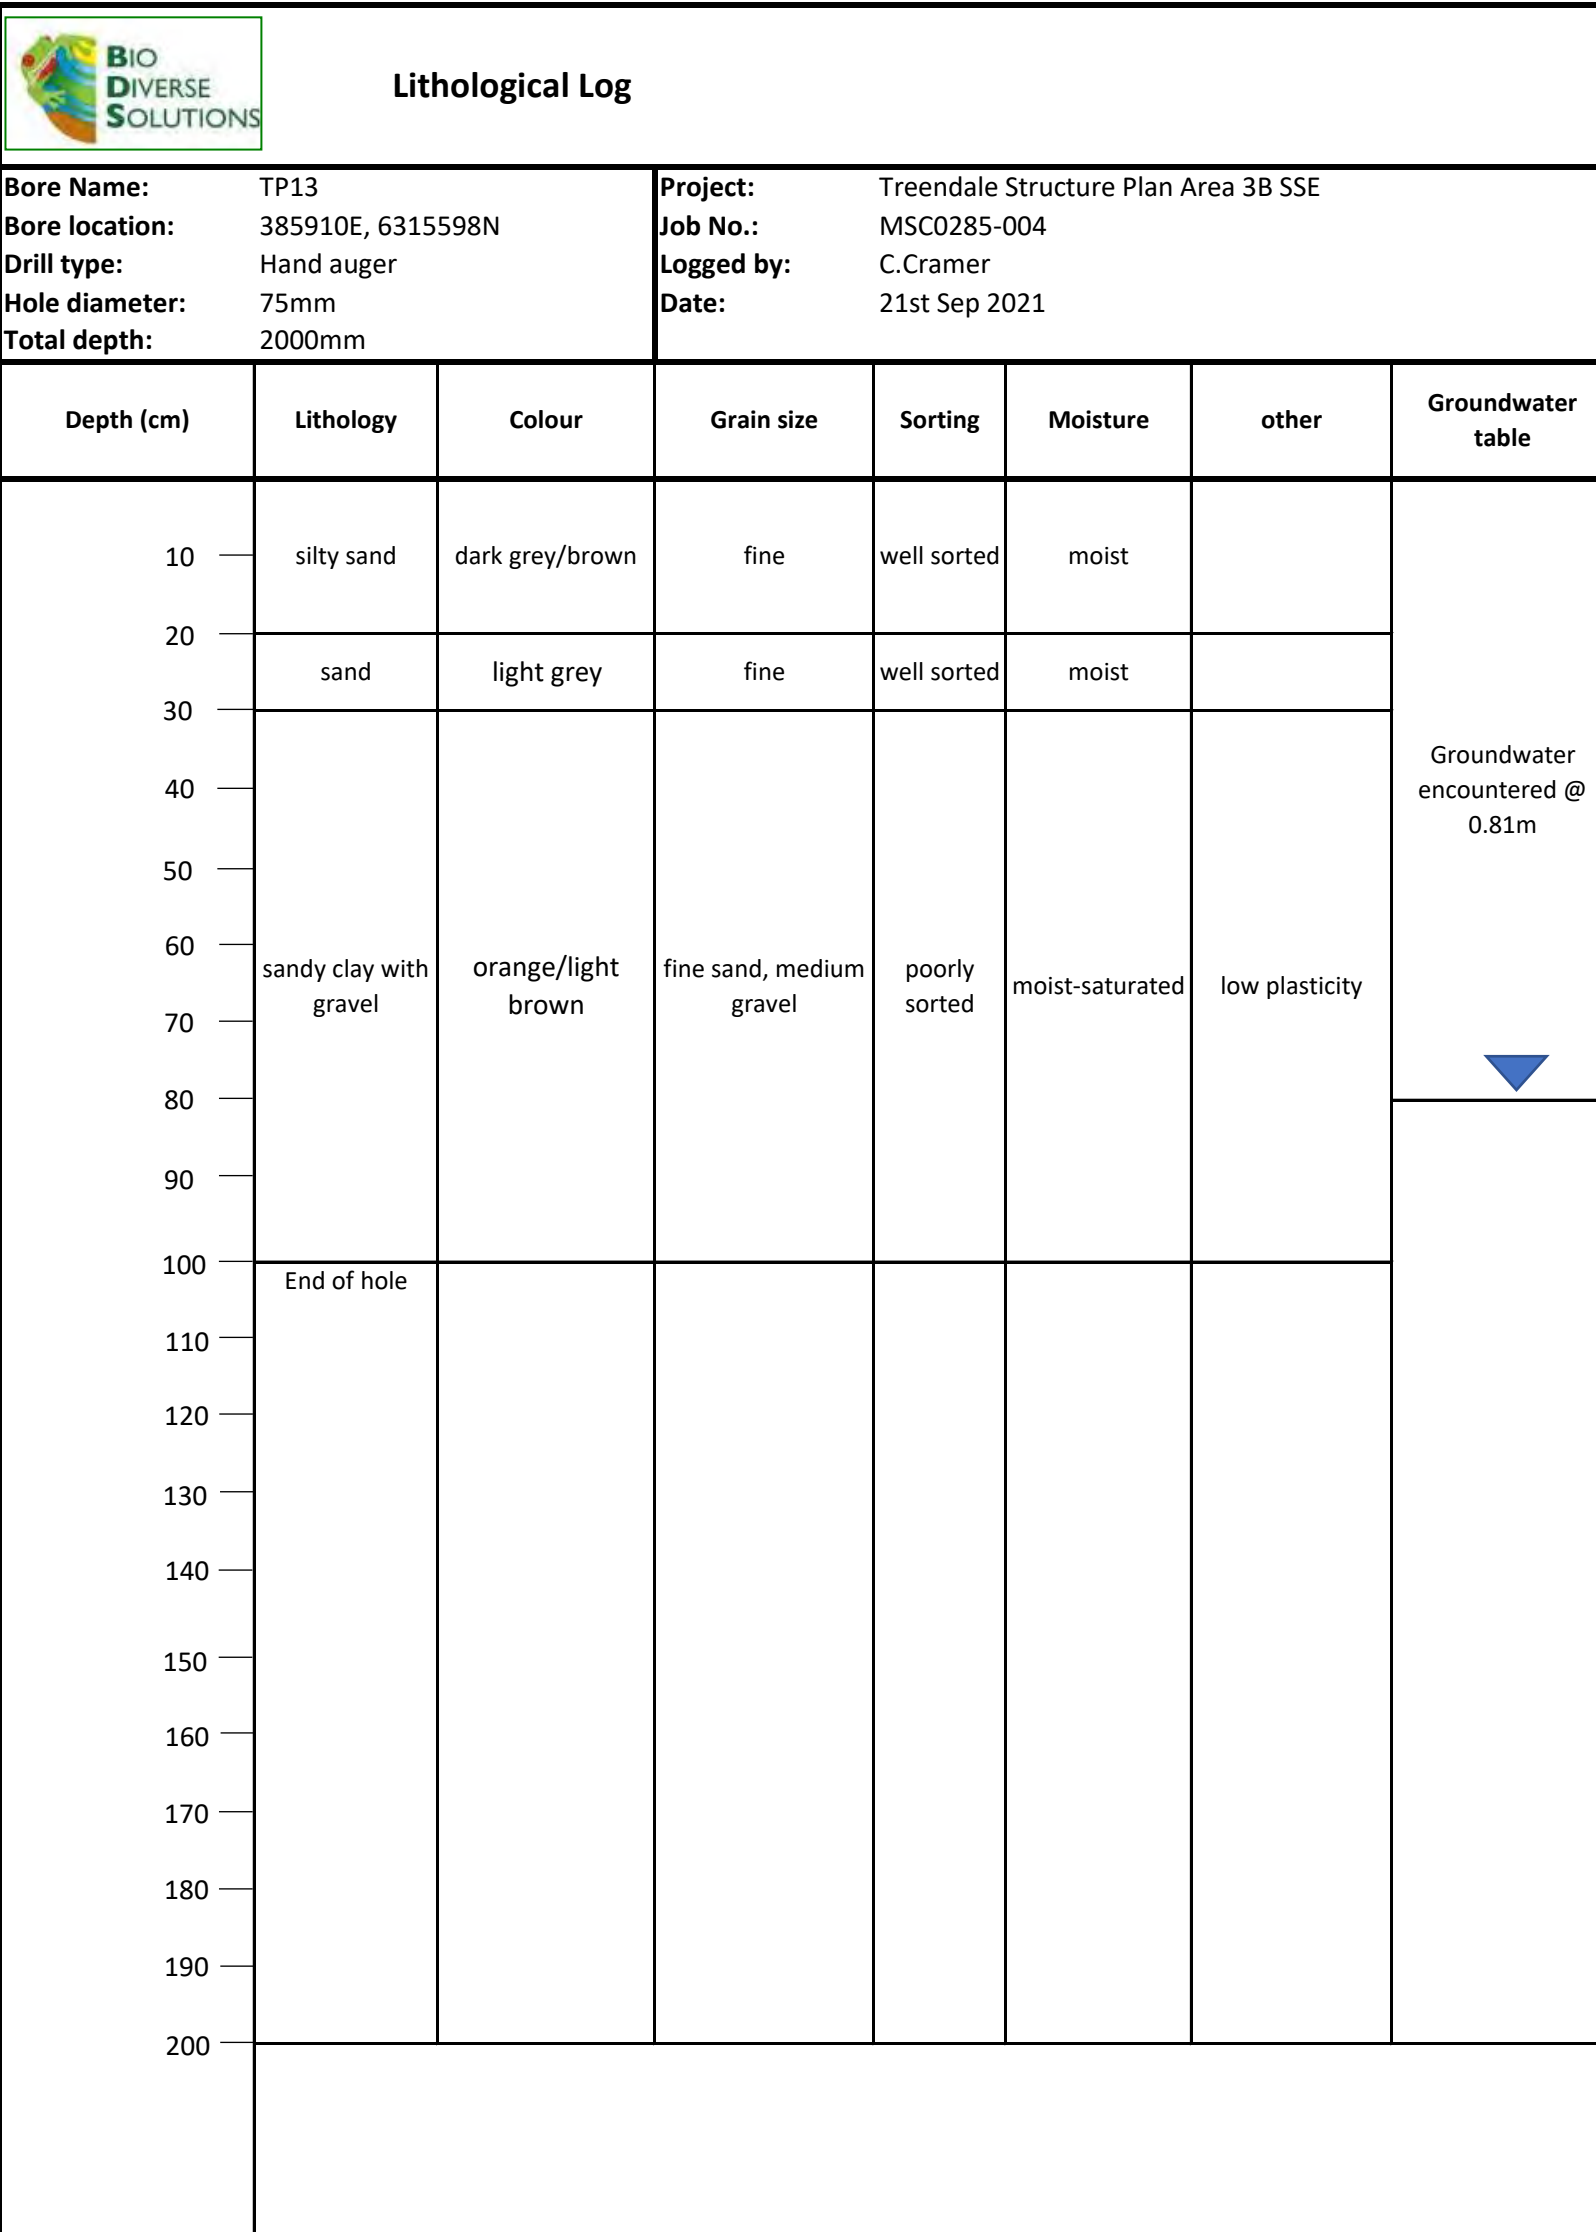 BIO
DIVERSE
SOLUTIONS
Lithological Log
Bore Name: TP13
Project: Treendale Structure Plan Area 3B SSE
Bore location: 385910E, 6315598N
Job No.: MSC0285-004
Drill type: Hand auger
Logged by: C.Cramer
Hole diameter: 75mm
Date: 21st Sep 2021
Total depth: 2000mm
Depth (cm) Lithology Colour Grain size Sorting Moisture other Groundwater
table
10 silty sand dark grey/brown fine well sorted moist
20
sand light grey fine well sorted moist
30
Groundwater
40 encountered @
0.81m
50
60
sandy clay with orange/light fine sand, medium poorly moist-saturated low plasticity
gravel brown gravel sorted
70
80
90
100
End of hole
110
120
130
140
150
160
170
180
190
200